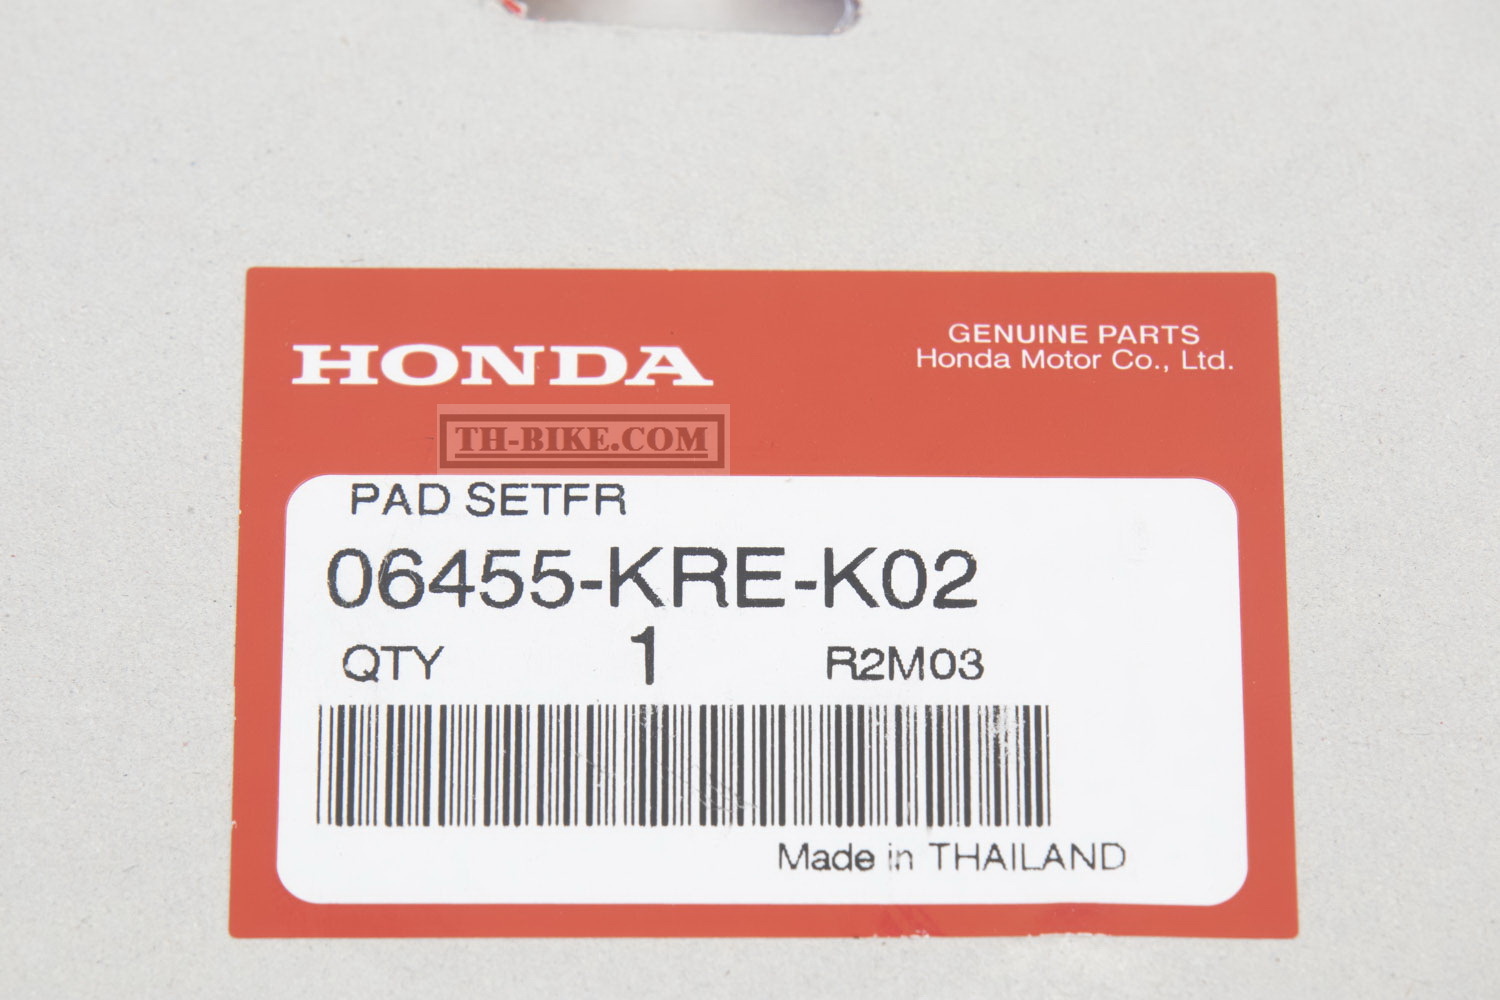 GENUINE PARTS
Honda Motor Co., Ltd.
HONDA
TH-BIKE.COM
PAD SETFR
06455-KRE-K02
QTY 1 R2M03
Made in THAILAND